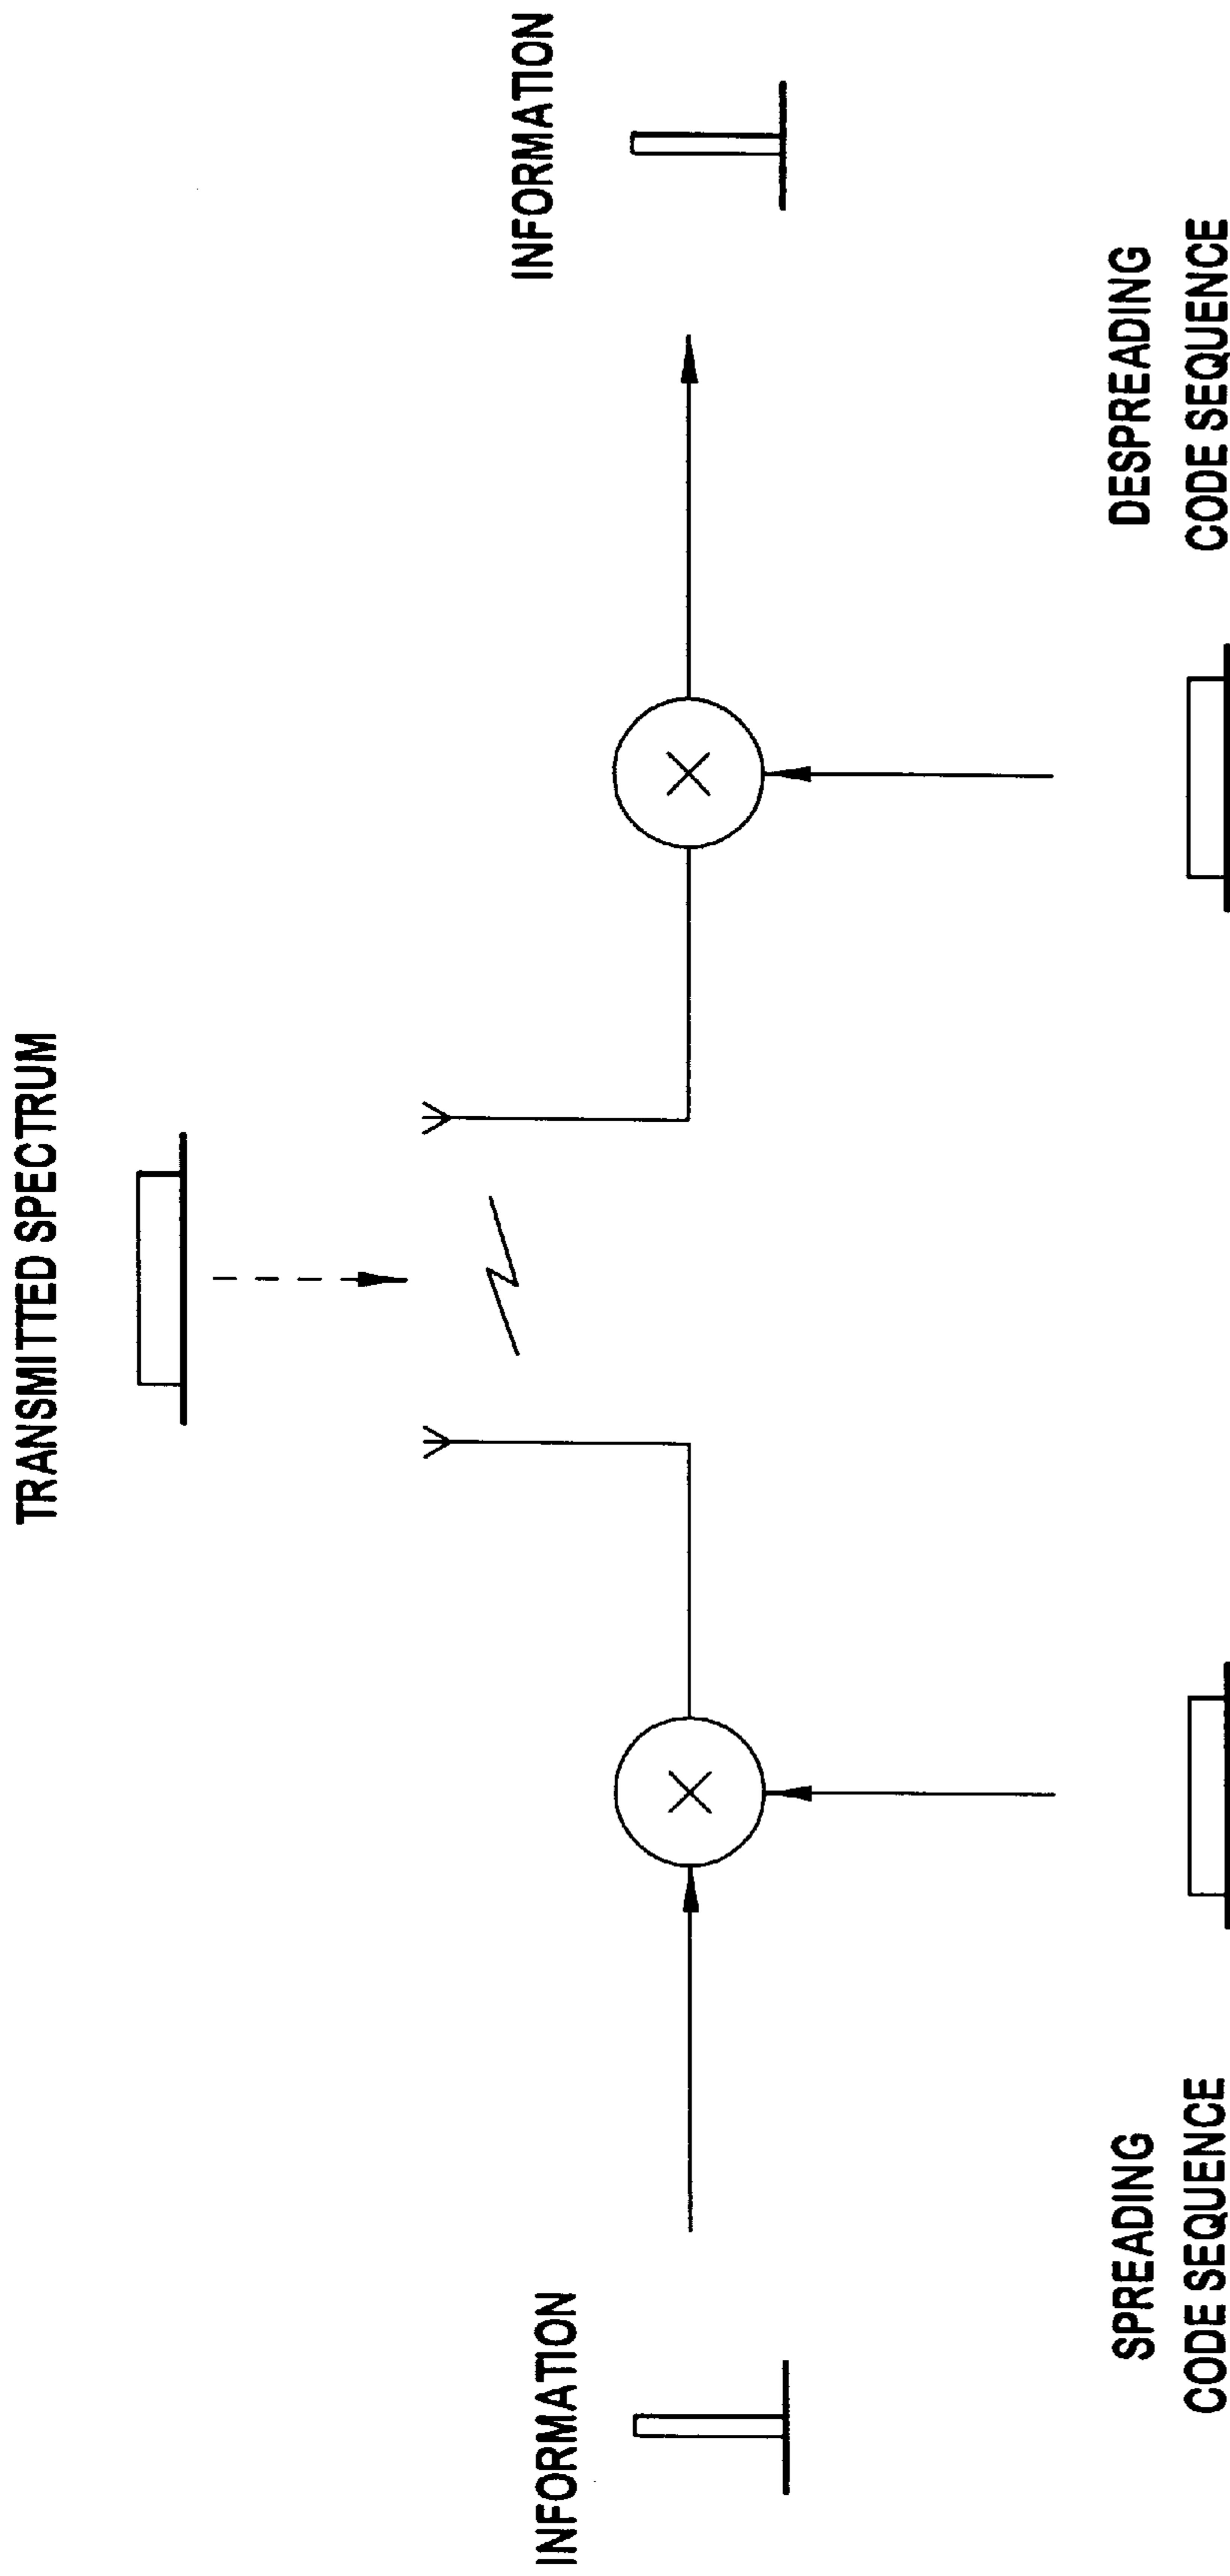 TRANSMITTED SPECTRUM
INFORMATION
INFORMATION
SPREADING
CODE SEQUENCE
DESPREADING
CODE SEQUENCE